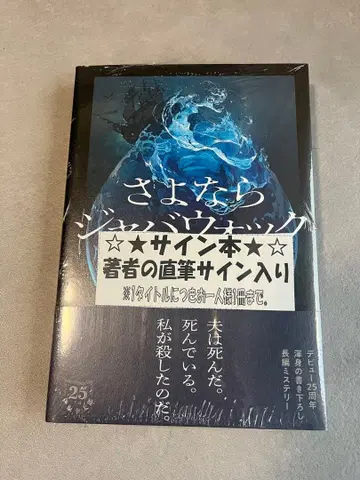 さよなら
ジャバウォック
☆★サイン本★☆
著者の直筆サイン入り
※1タイトルにつきお一人様1冊まで。
デビュー25周年、
渾身の書き下ろし
長編ミステリー
夫は死んだ。
死んでいる。
私が殺したのだ。
25